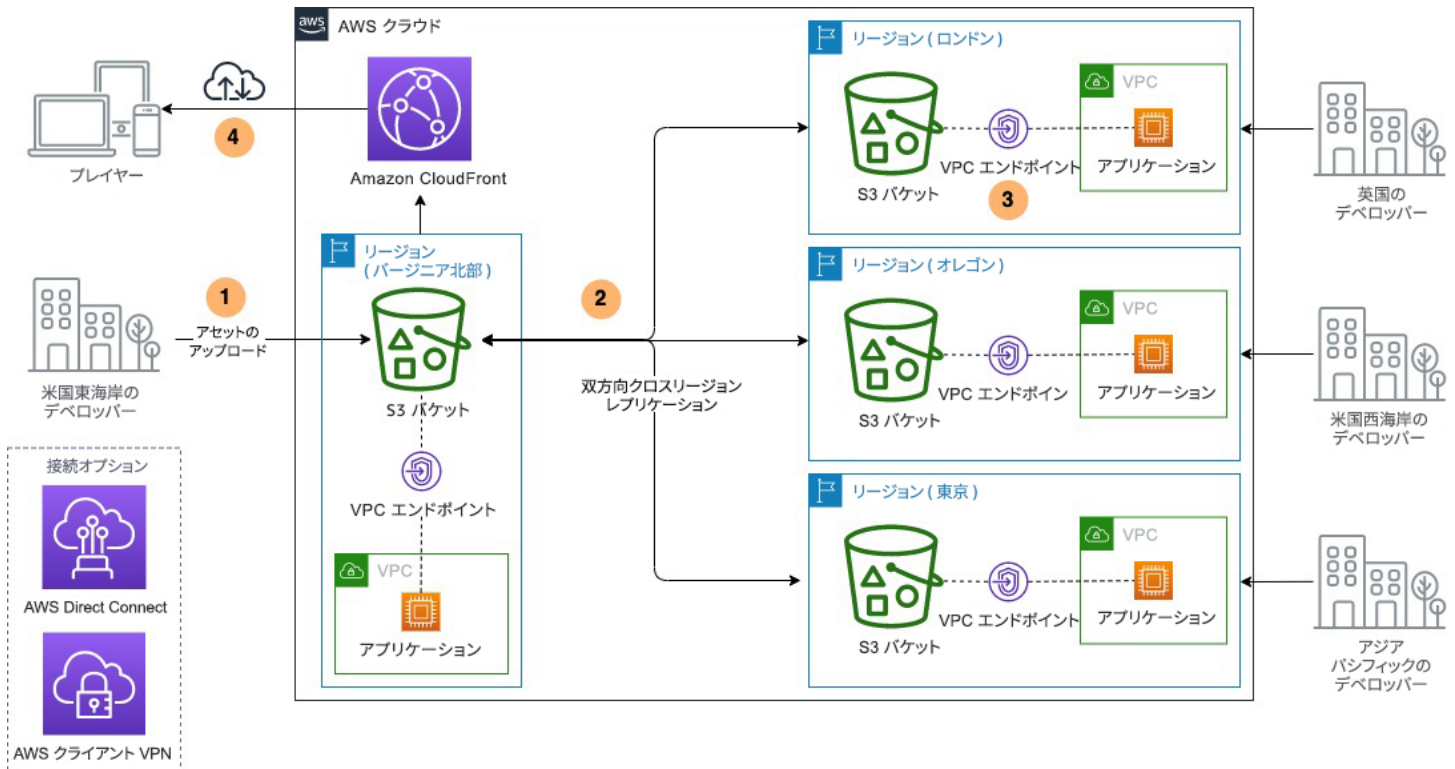 aws
AWS クラウド
プレイヤー
4
Amazon CloudFront
米国東海岸の
デベロッパー
1
アセットの
アップロード
リージョン
(バージニア北部)
S3 バケット
VPC エンドポイント
VPC
アプリケーション
2
双方向クロスリージョン
レプリケーション
リージョン(ロンドン)
S3 バケット
VPC エンドポイント
3
VPC
アプリケーション
英国の
デベロッパー
リージョン(オレゴン)
S3 バケット
VPC エンドポイン
VPC
アプリケーション
米国西海岸の
デベロッパー
リージョン(東京)
S3 バケット
VPC エンドポイント
VPC
アプリケーション
アジア
パシフィックの
デベロッパー
接続オプション
AWS Direct Connect
AWS クライアント VPN